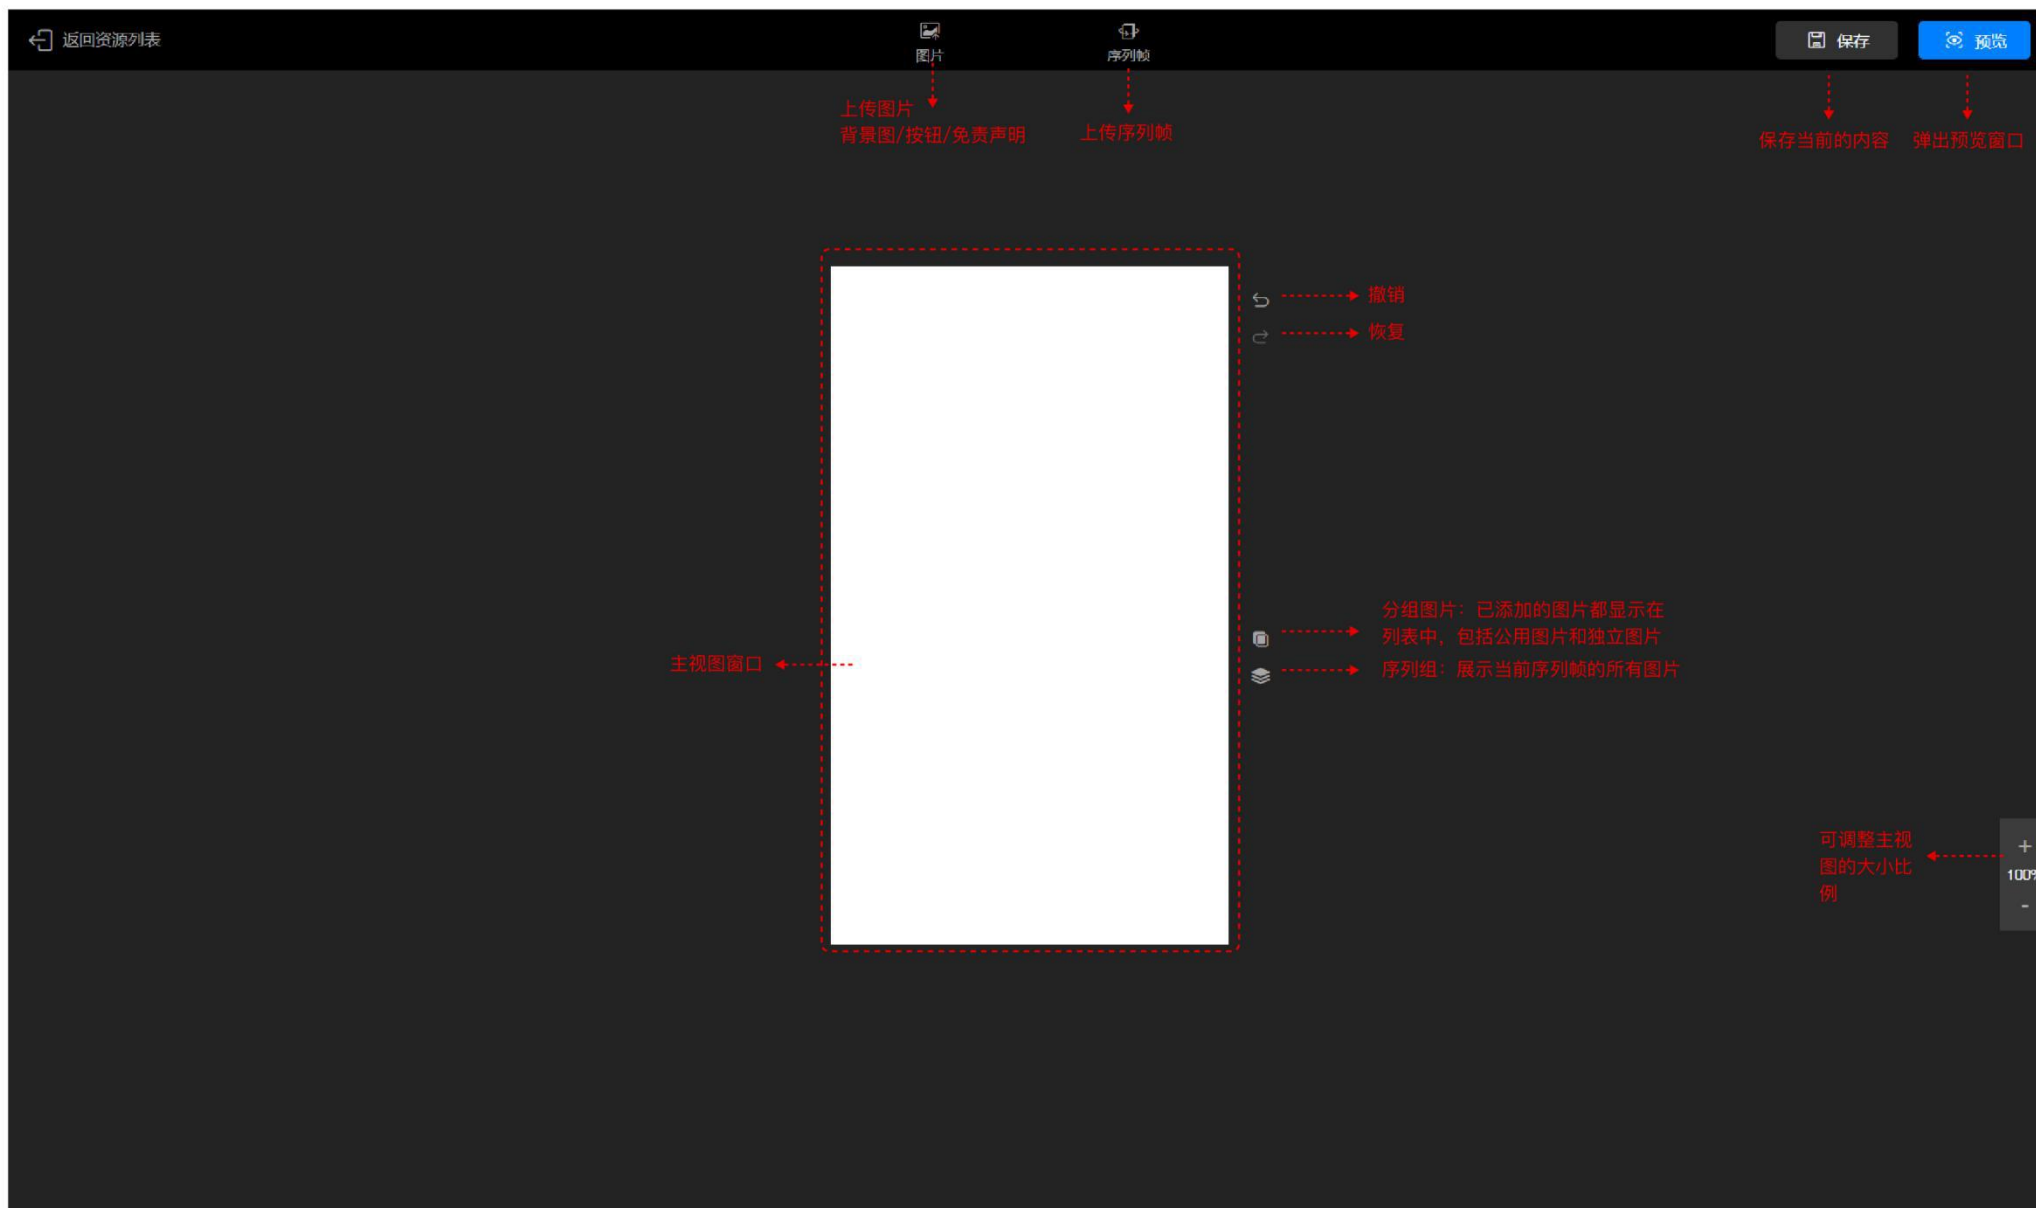 返回资源列表
图片
序列帧
保存
预览
上传图片
背景图/按钮/免责声明
上传序列帧
保存当前的内容
弹出预览窗口
撤销
恢复
分组图片：已添加的图片都显示在
列表中，包括公用图片和独立图片
主视图窗口
序列组：展示当前序列帧的所有图片
可调整主视
图的大小比
例
+
100%
-